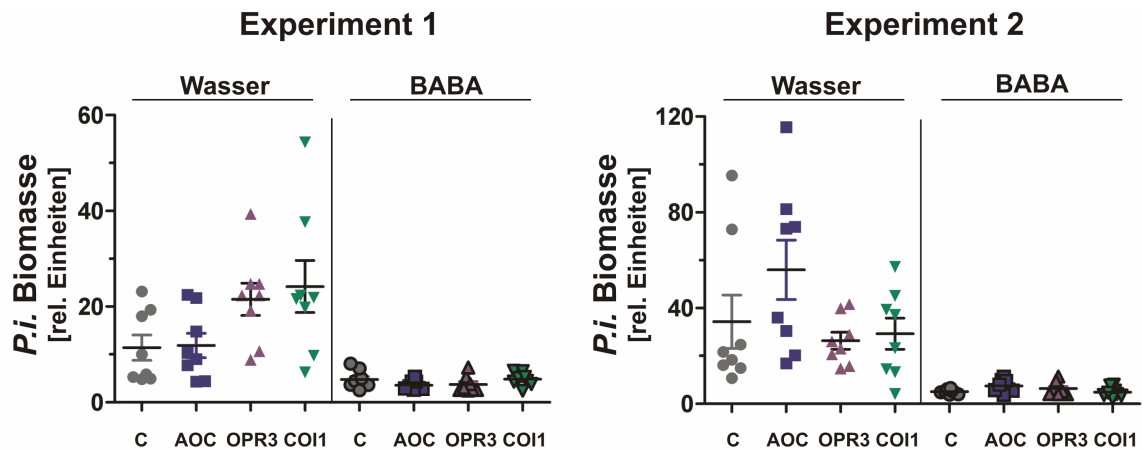 Experiment 1
Wasser BABA
P.i. Biomasse
[rel. Einheiten]
60
40
20
0
C AOC OPR3 COI1 C AOC OPR3 COI1
Experiment 2
Wasser BABA
P.i. Biomasse
[rel. Einheiten]
120
80
40
0
C AOC OPR3 COI1 C AOC OPR3 COI1